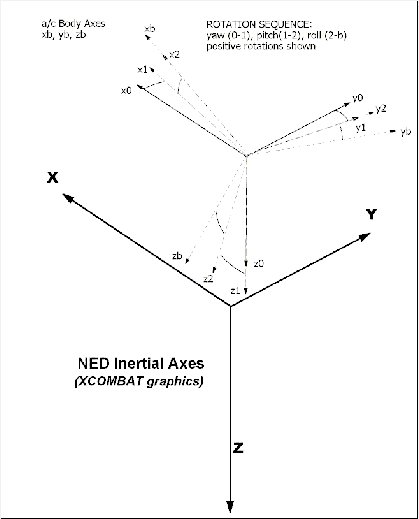 a/c Body Axes
xb, yb, zb
ROTATION SEQUENCE:
yaw (0-1), pitch(1-2), roll (2-b)
positive rotations shown
xb
x2
x1
x0
y0
y2
y1
yb
zb
z2
z0
z1
X
Y
NED Inertial Axes
(XCOMBAT graphics)
Z